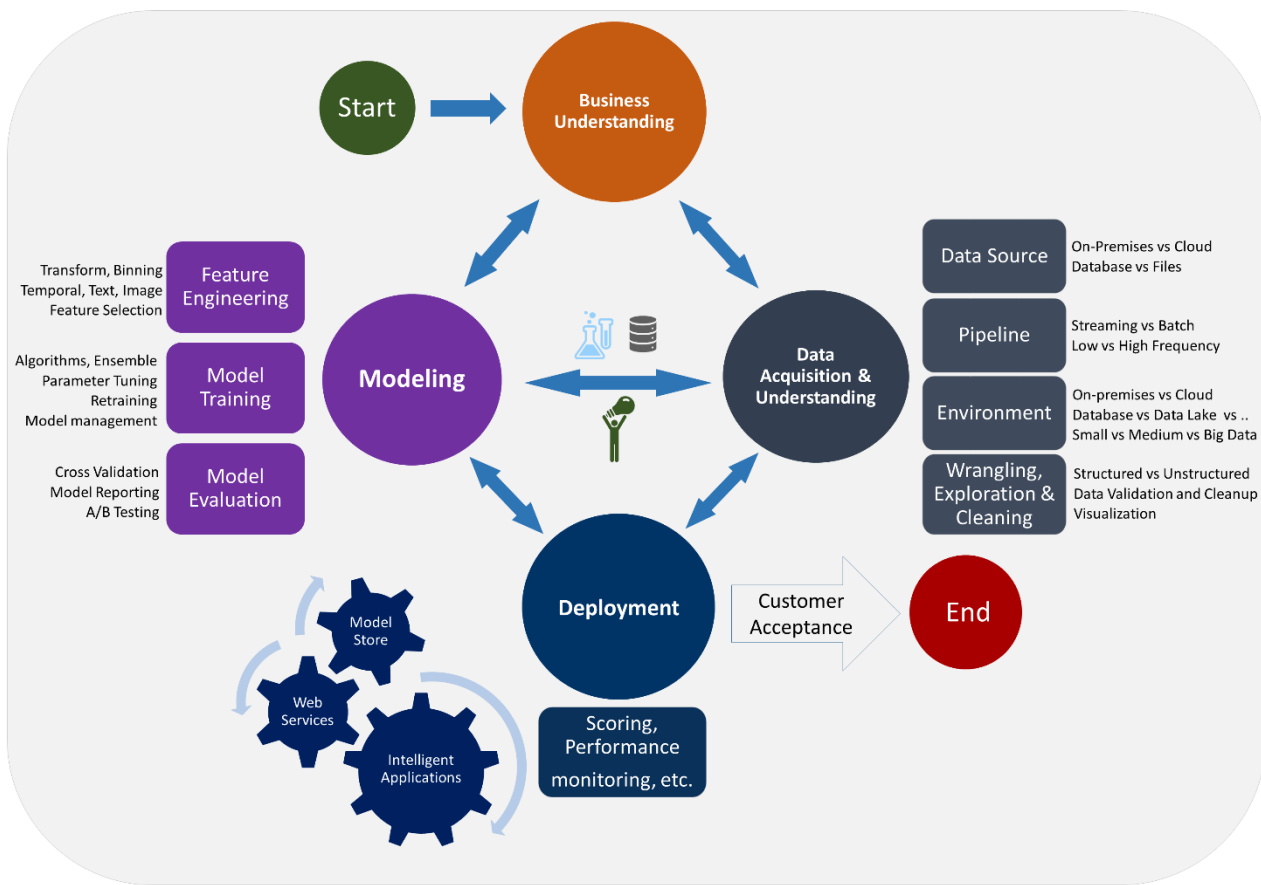 Start
Business
Understanding
Feature
Engineering
Transform, Binning
Temporal, Text, Image
Feature Selection
Model
Training
Algorithms, Ensemble
Parameter Tuning
Retraining
Model management
Model
Evaluation
Cross Validation
Model Reporting
A/B Testing
Modeling
Data
Acquisition &
Understanding
Data Source
On-Premises vs Cloud
Database vs Files
Pipeline
Streaming vs Batch
Low vs High Frequency
Environment
On-premises vs Cloud
Database vs Data Lake vs ..
Small vs Medium vs Big Data
Wrangling,
Exploration &
Cleaning
Structured vs Unstructured
Data Validation and Cleanup
Visualization
Deployment
Customer
Acceptance
End
Model
Store
Web
Services
Intelligent
Applications
Scoring,
Performance
monitoring, etc.